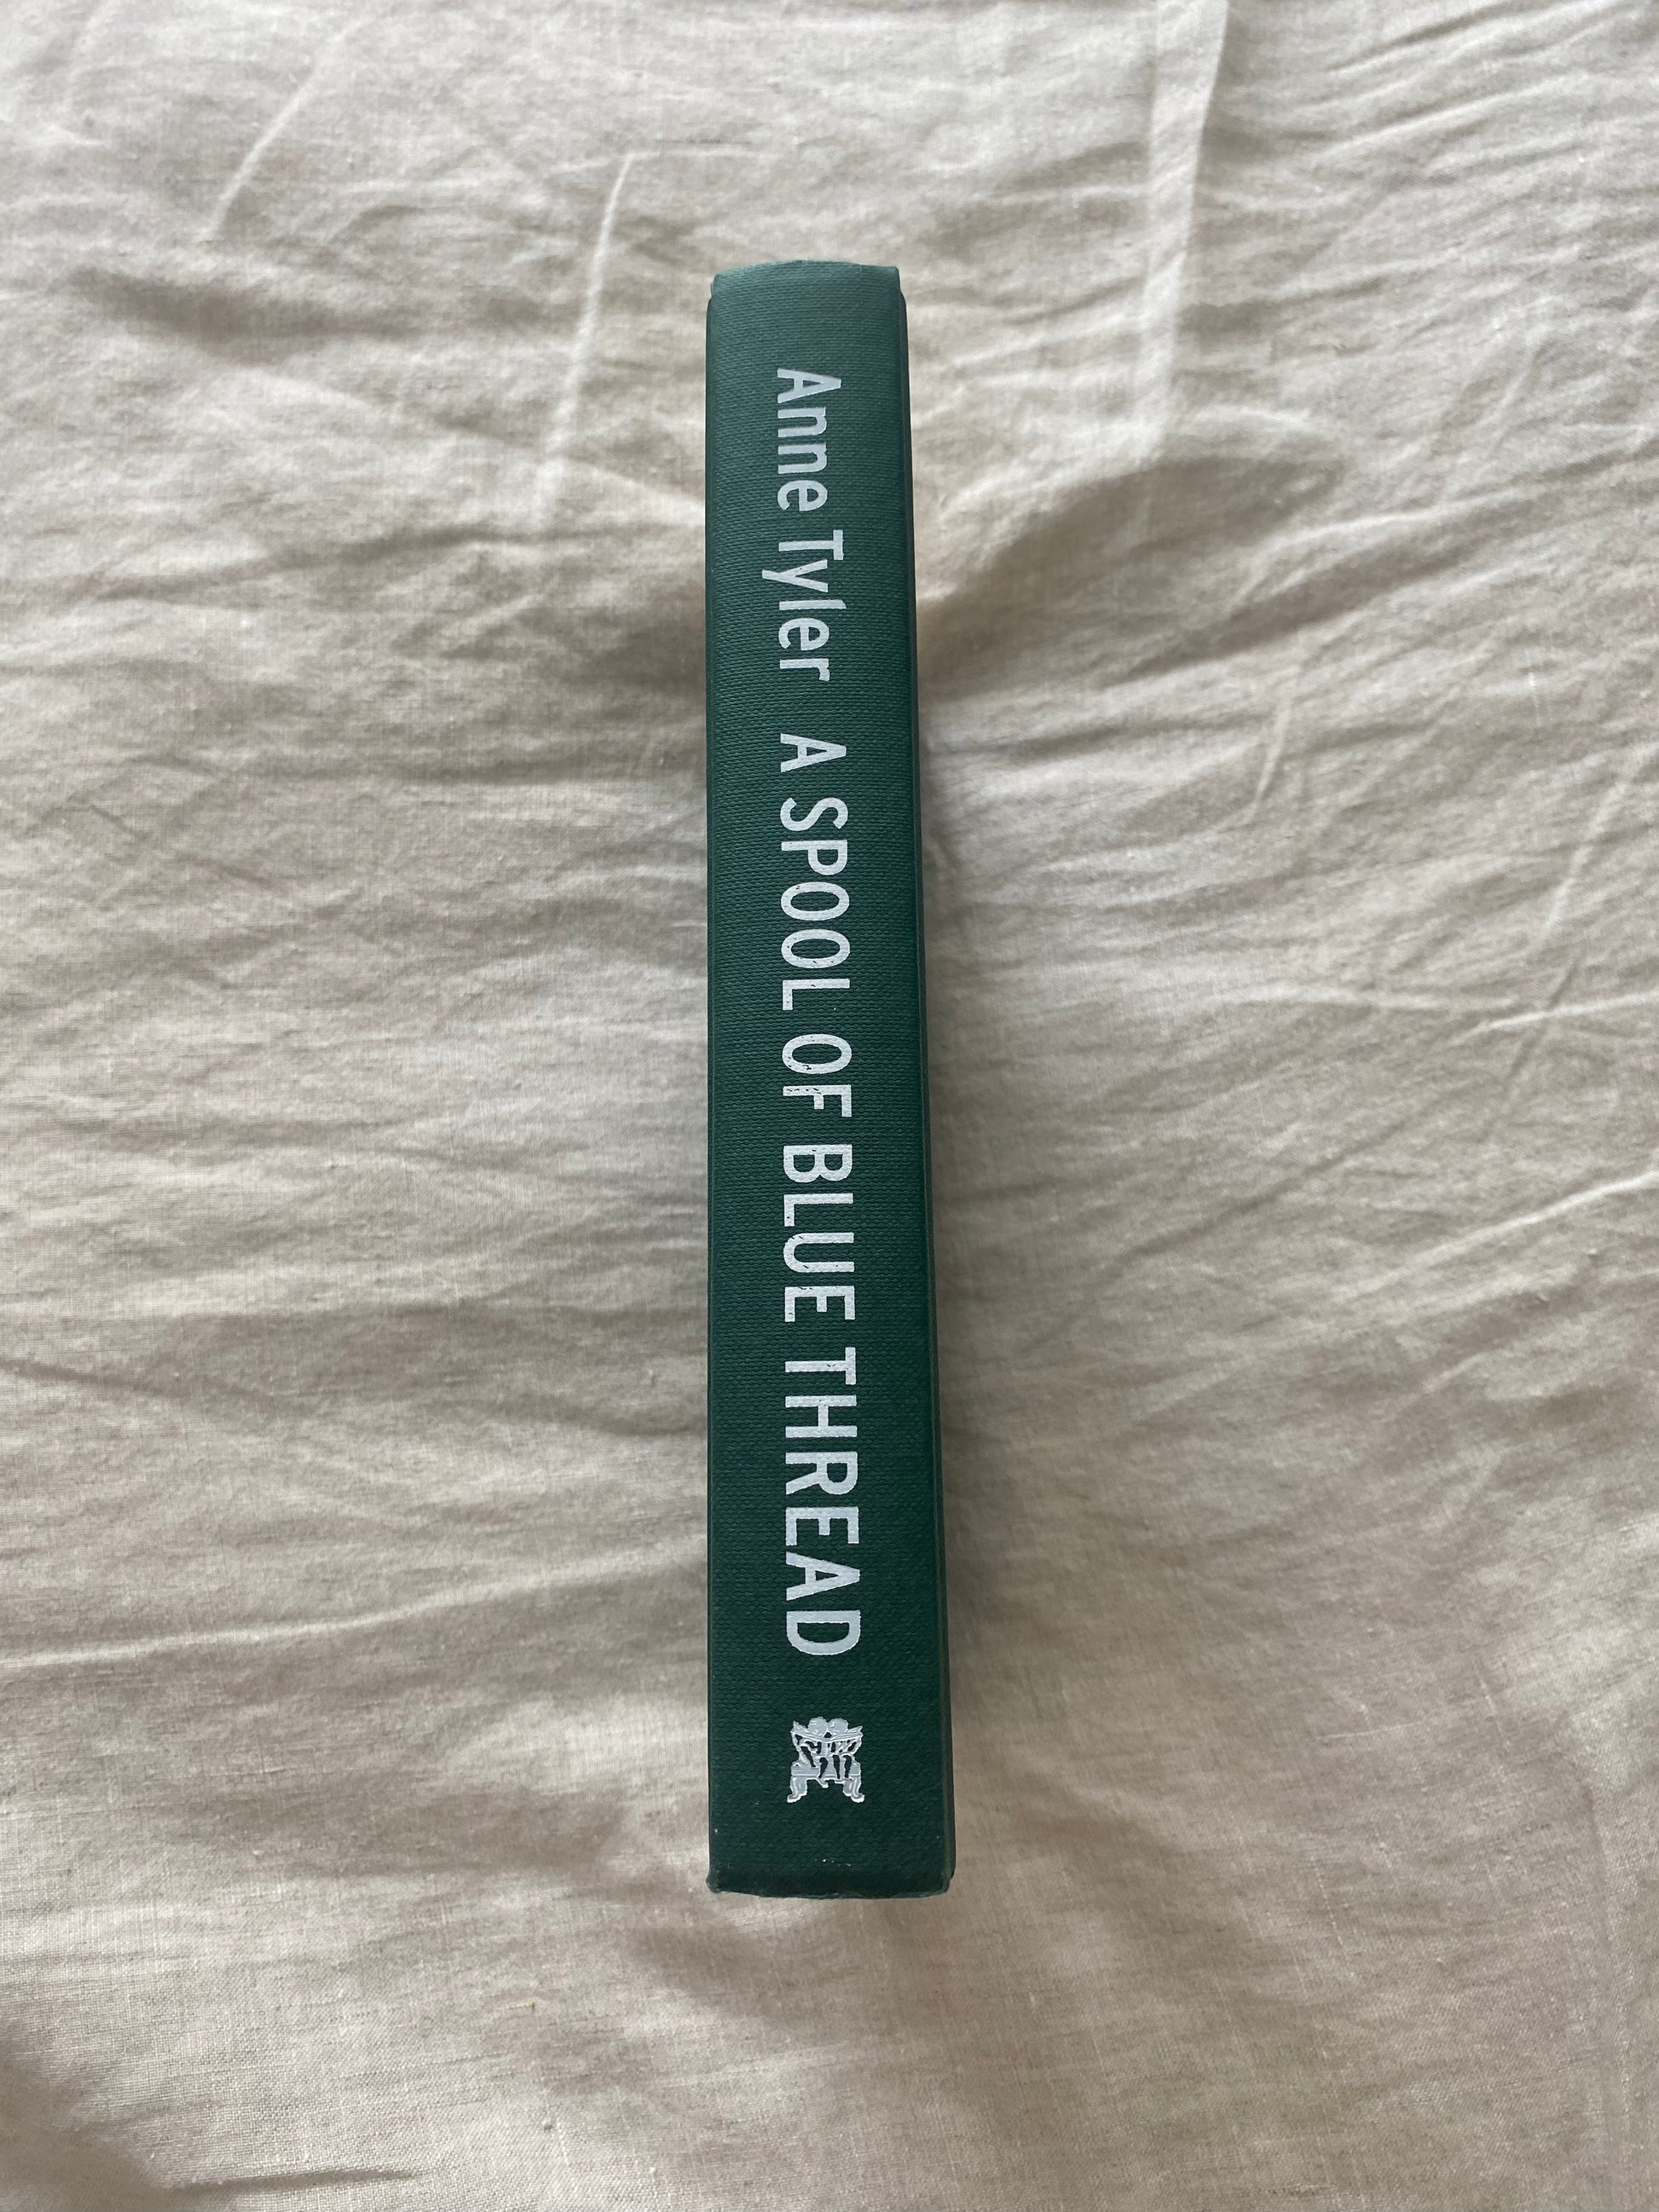 Anne Tyler A SPOOL OF BLUE THREAD